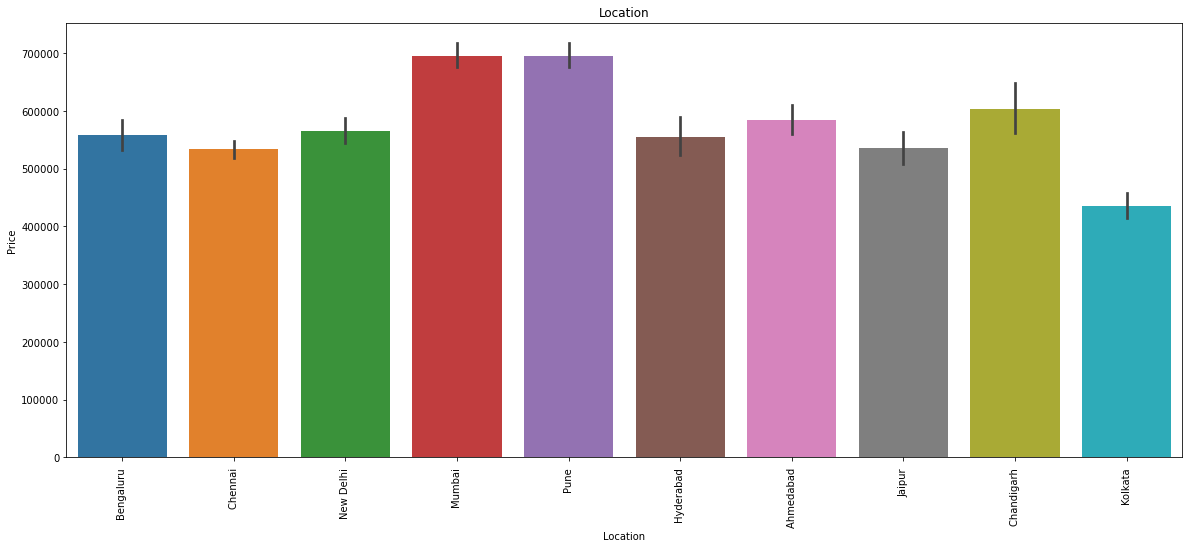 Location
Price
700000
600000
500000
400000
300000
200000
100000
0
Bengaluru
Chennai
New Delhi
Mumbai
Pune
Hyderabad
Ahmedabad
Jaipur
Chandigarh
Kolkata
Location